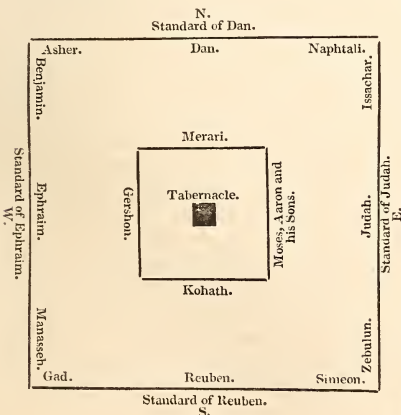 N.
Standard of Dan.
Asher. Dan. Naphtali.
Benjamin.
Issachar.
Merari.
Standard of Ephraim.
W.
Ephraim.
Gershon.
Tabernacle.
Moses, Aaron and
his Sons.
Judah.
Standard of Judah.
E.
Kohath.
Manasseh.
Zebulun.
Gad. Reuben. Simeon.
Standard of Reuben.
S.